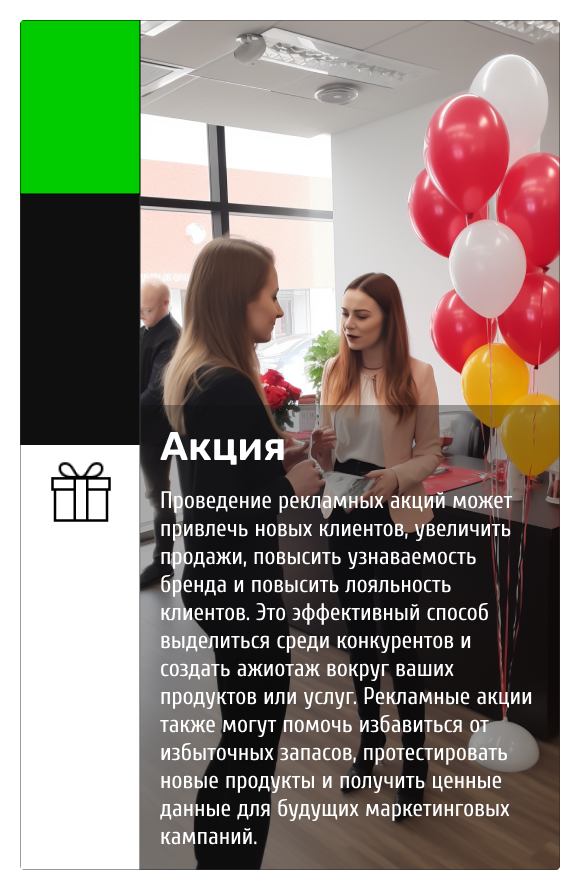 Акция
Проведение рекламных акций может
привлечь новых клиентов, увеличить
продажи, повысить узнаваемость
бренда и повысить лояльность
клиентов. Это эффективный способ
выделиться среди конкурентов и
создать ажиотаж вокруг ваших
продуктов или услуг. Рекламные акции
также могут помочь избавиться от
избыточных запасов, протестировать
новые продукты и получить ценные
данные для будущих маркетинговых
кампаний.